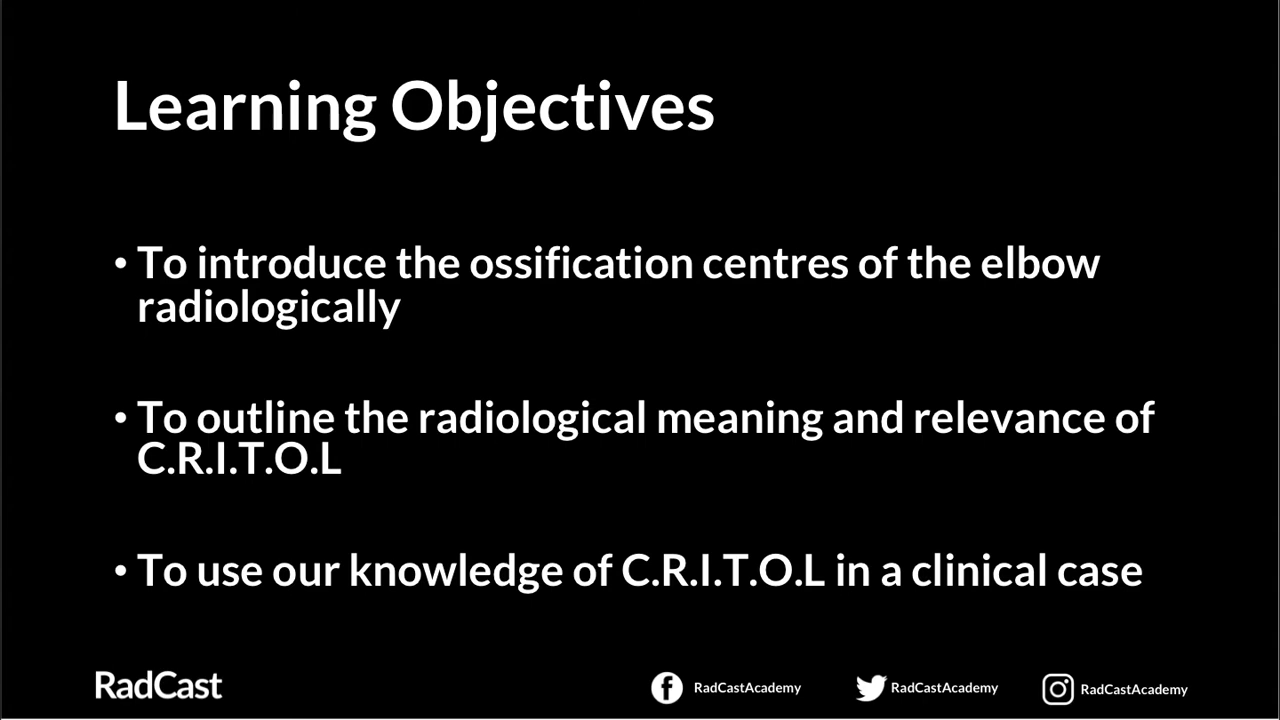 Learning Objectives
• To introduce the ossification centres of the elbow
radiologically
• To outline the radiological meaning and relevance of
C.R.I.T.O.L
• To use our knowledge of C.R.I.T.O.L in a clinical case
RadCast
RadCastAcademy
RadCastAcademy
RadCastAcademy